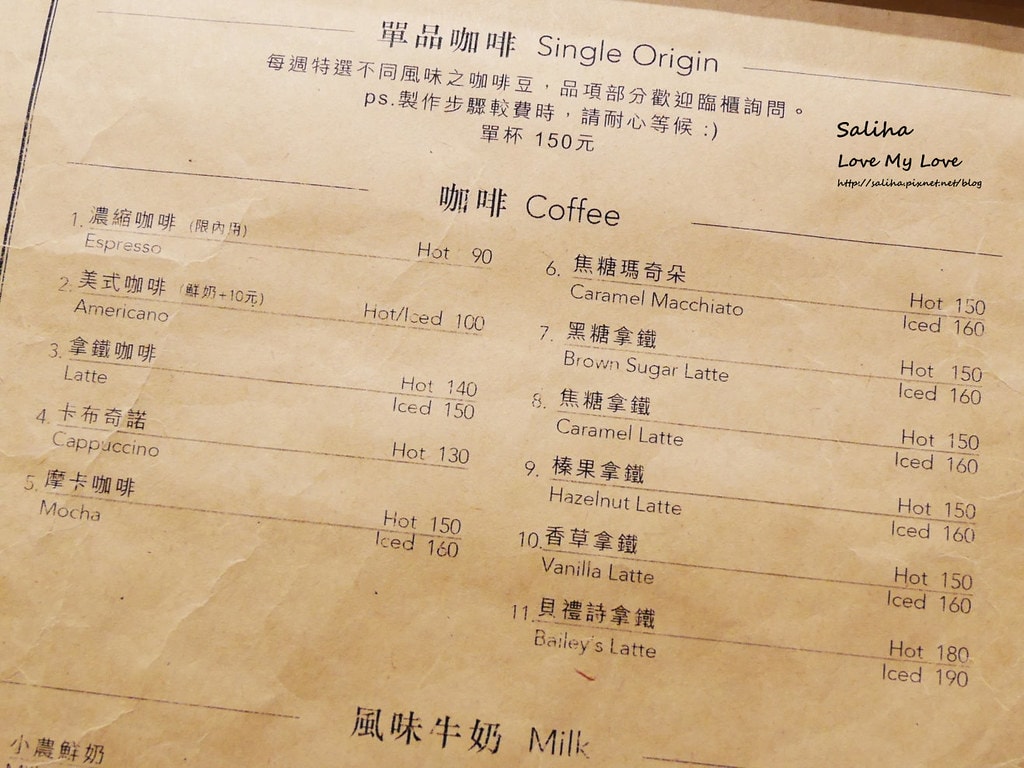 單品咖啡 Single Origin
每週特選不同風味之咖啡豆，品項部分歡迎臨櫃詢問。
ps.製作步驟較費時，請耐心等候 :)
單杯 150元
Saliha
Love My Love
http://saliha.pixnet.net/blog
咖啡 Coffee
1. 濃縮咖啡 (限內用)
Espresso Hot 90
2. 美式咖啡 (鮮奶+10元)
Americano Hot/Iced 100
3. 拿鐵咖啡
Latte Hot 140
Iced 150
4. 卡布奇諾
Cappuccino Hot 130
5. 摩卡咖啡
Mocha Hot 150
Iced 160
6. 焦糖瑪奇朵
Caramel Macchiato Hot 150
Iced 160
7. 黑糖拿鐵
Brown Sugar Latte Hot 150
Iced 160
8. 焦糖拿鐵
Caramel Latte Hot 150
Iced 160
9. 榛果拿鐵
Hazelnut Latte Hot 150
Iced 160
10. 香草拿鐵
Vanilla Latte Hot 150
Iced 160
11. 貝禮詩拿鐵
Bailey's Latte Hot 180
Iced 190
風味牛奶 Milk
小農鮮奶